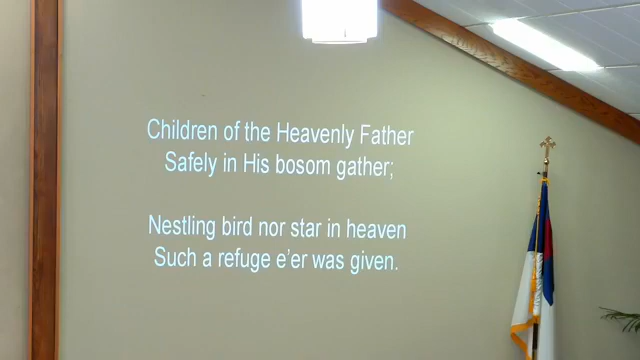 Children of the Heavenly Father
Safely in His bosom gather;
Nestling bird nor star in heaven
Such a refuge e'er was given.